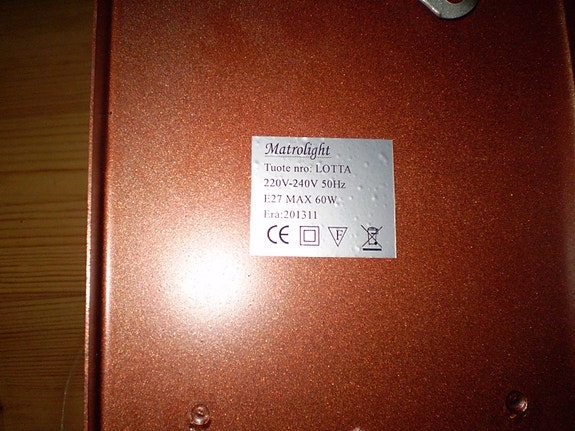 Matrolight
Tuote nro: LOTTA
220V-240V 50Hz
E27 MAX 60W
Erä:201311
CE F